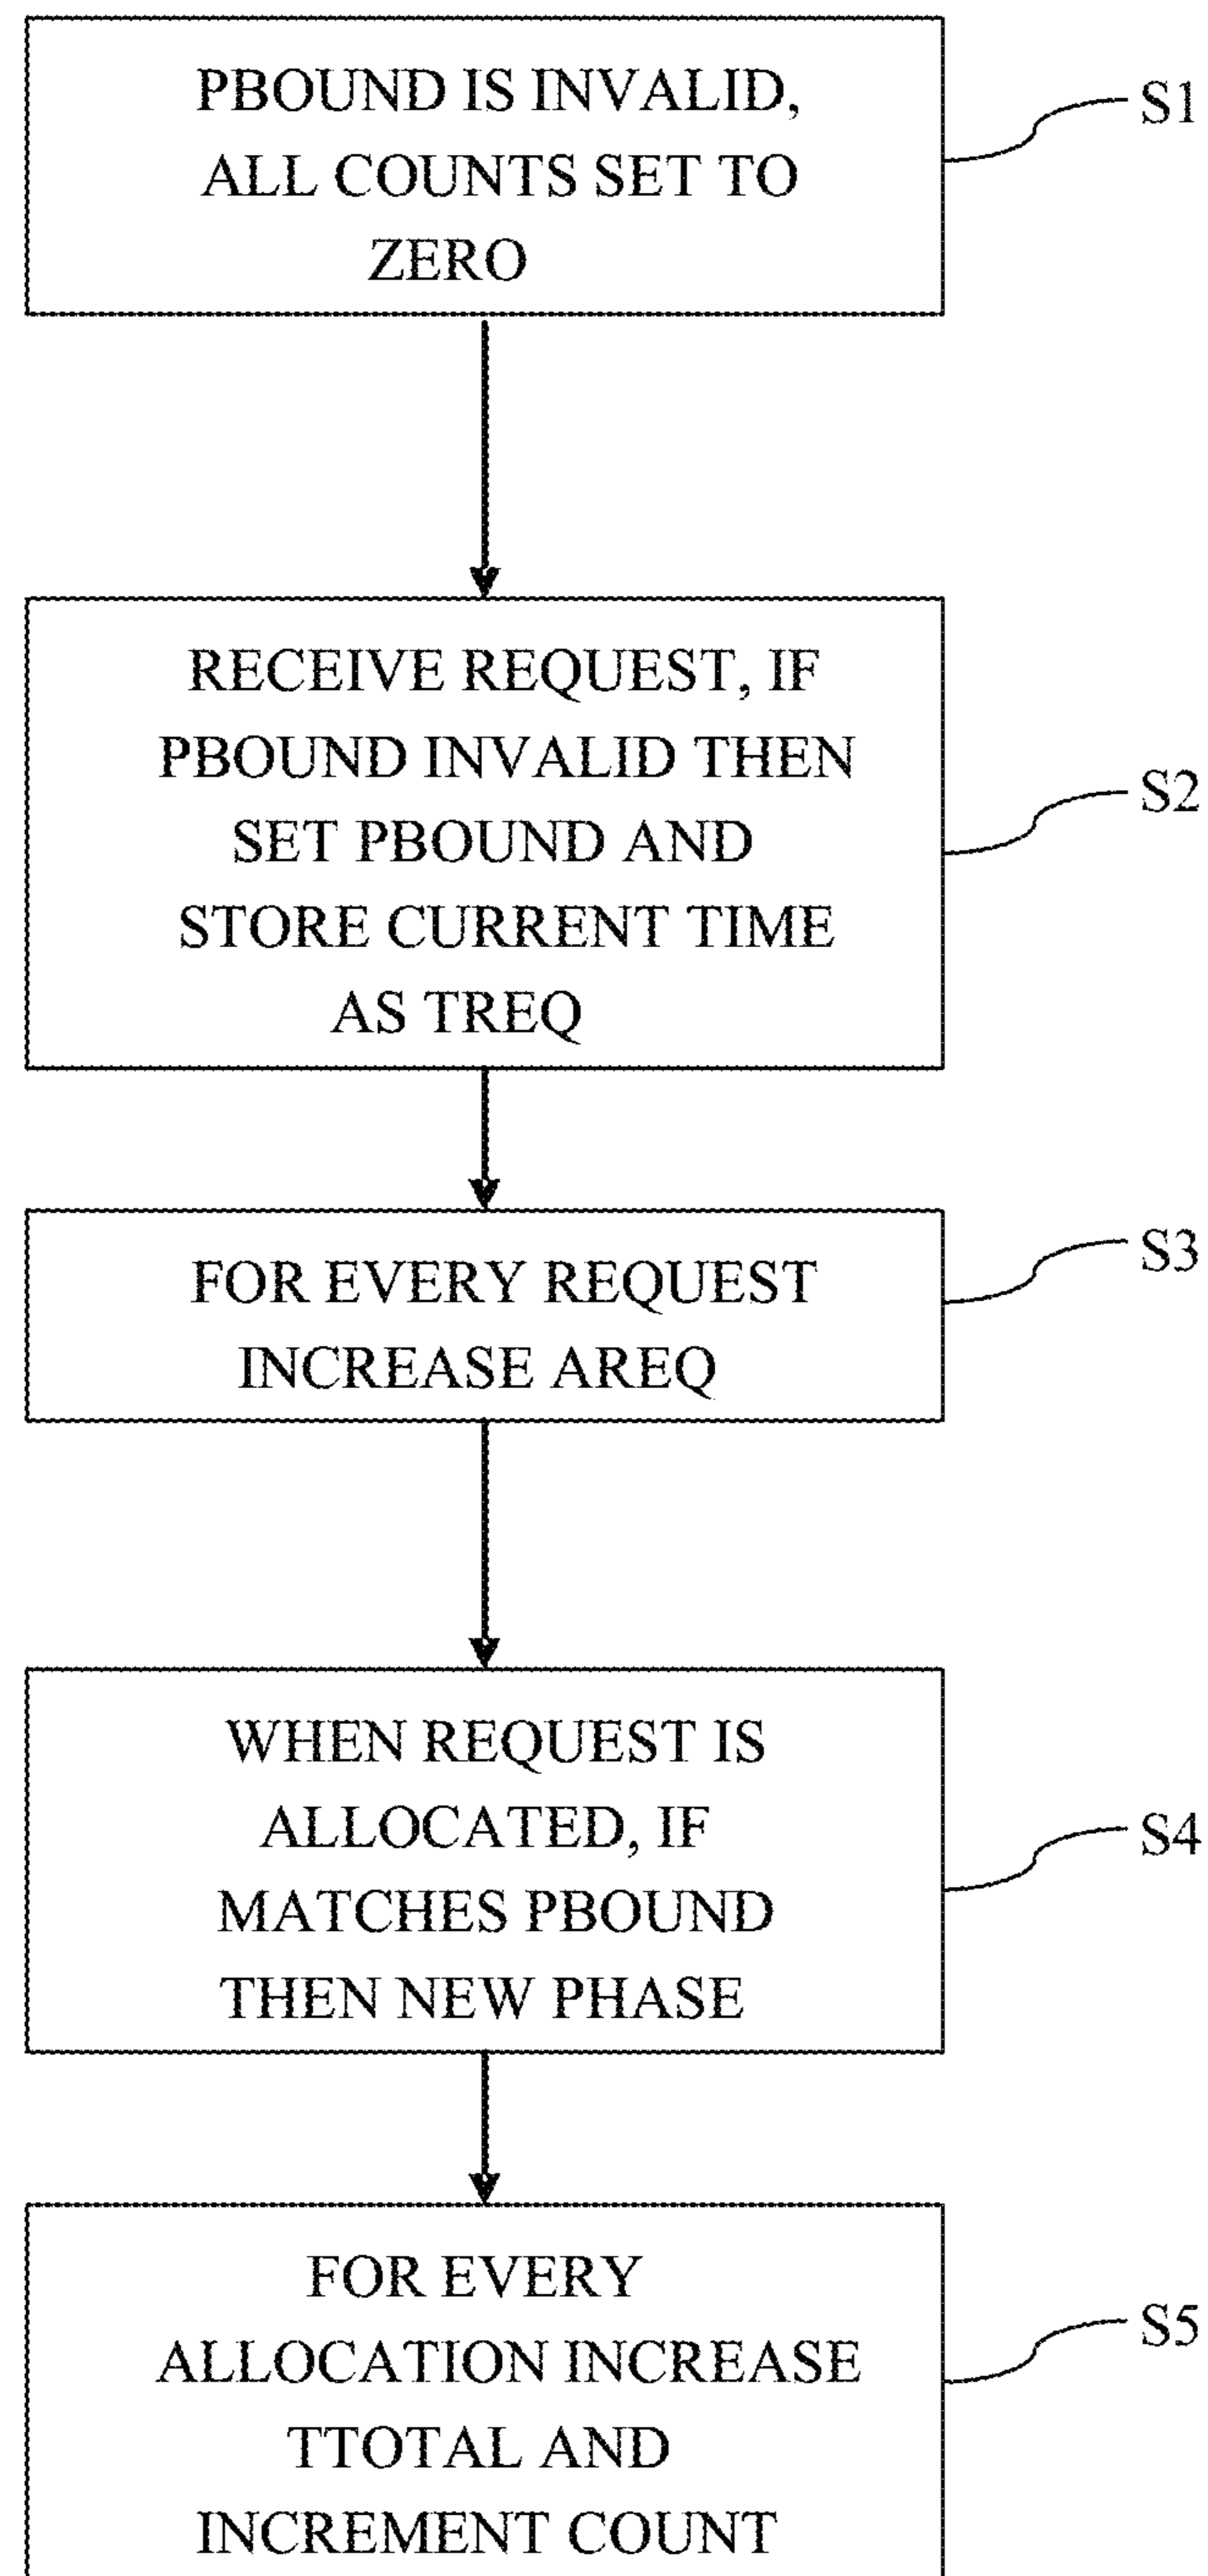 PBOUND IS INVALID,
ALL COUNTS SET TO
ZERO
S1
RECEIVE REQUEST, IF
PBOUND INVALID THEN
SET PBOUND AND
STORE CURRENT TIME
AS TREQ
S2
FOR EVERY REQUEST
INCREASE AREQ
S3
WHEN REQUEST IS
ALLOCATED, IF
MATCHES PBOUND
THEN NEW PHASE
S4
FOR EVERY
ALLOCATION INCREASE
TTOTAL AND
INCREMENT COUNT
S5